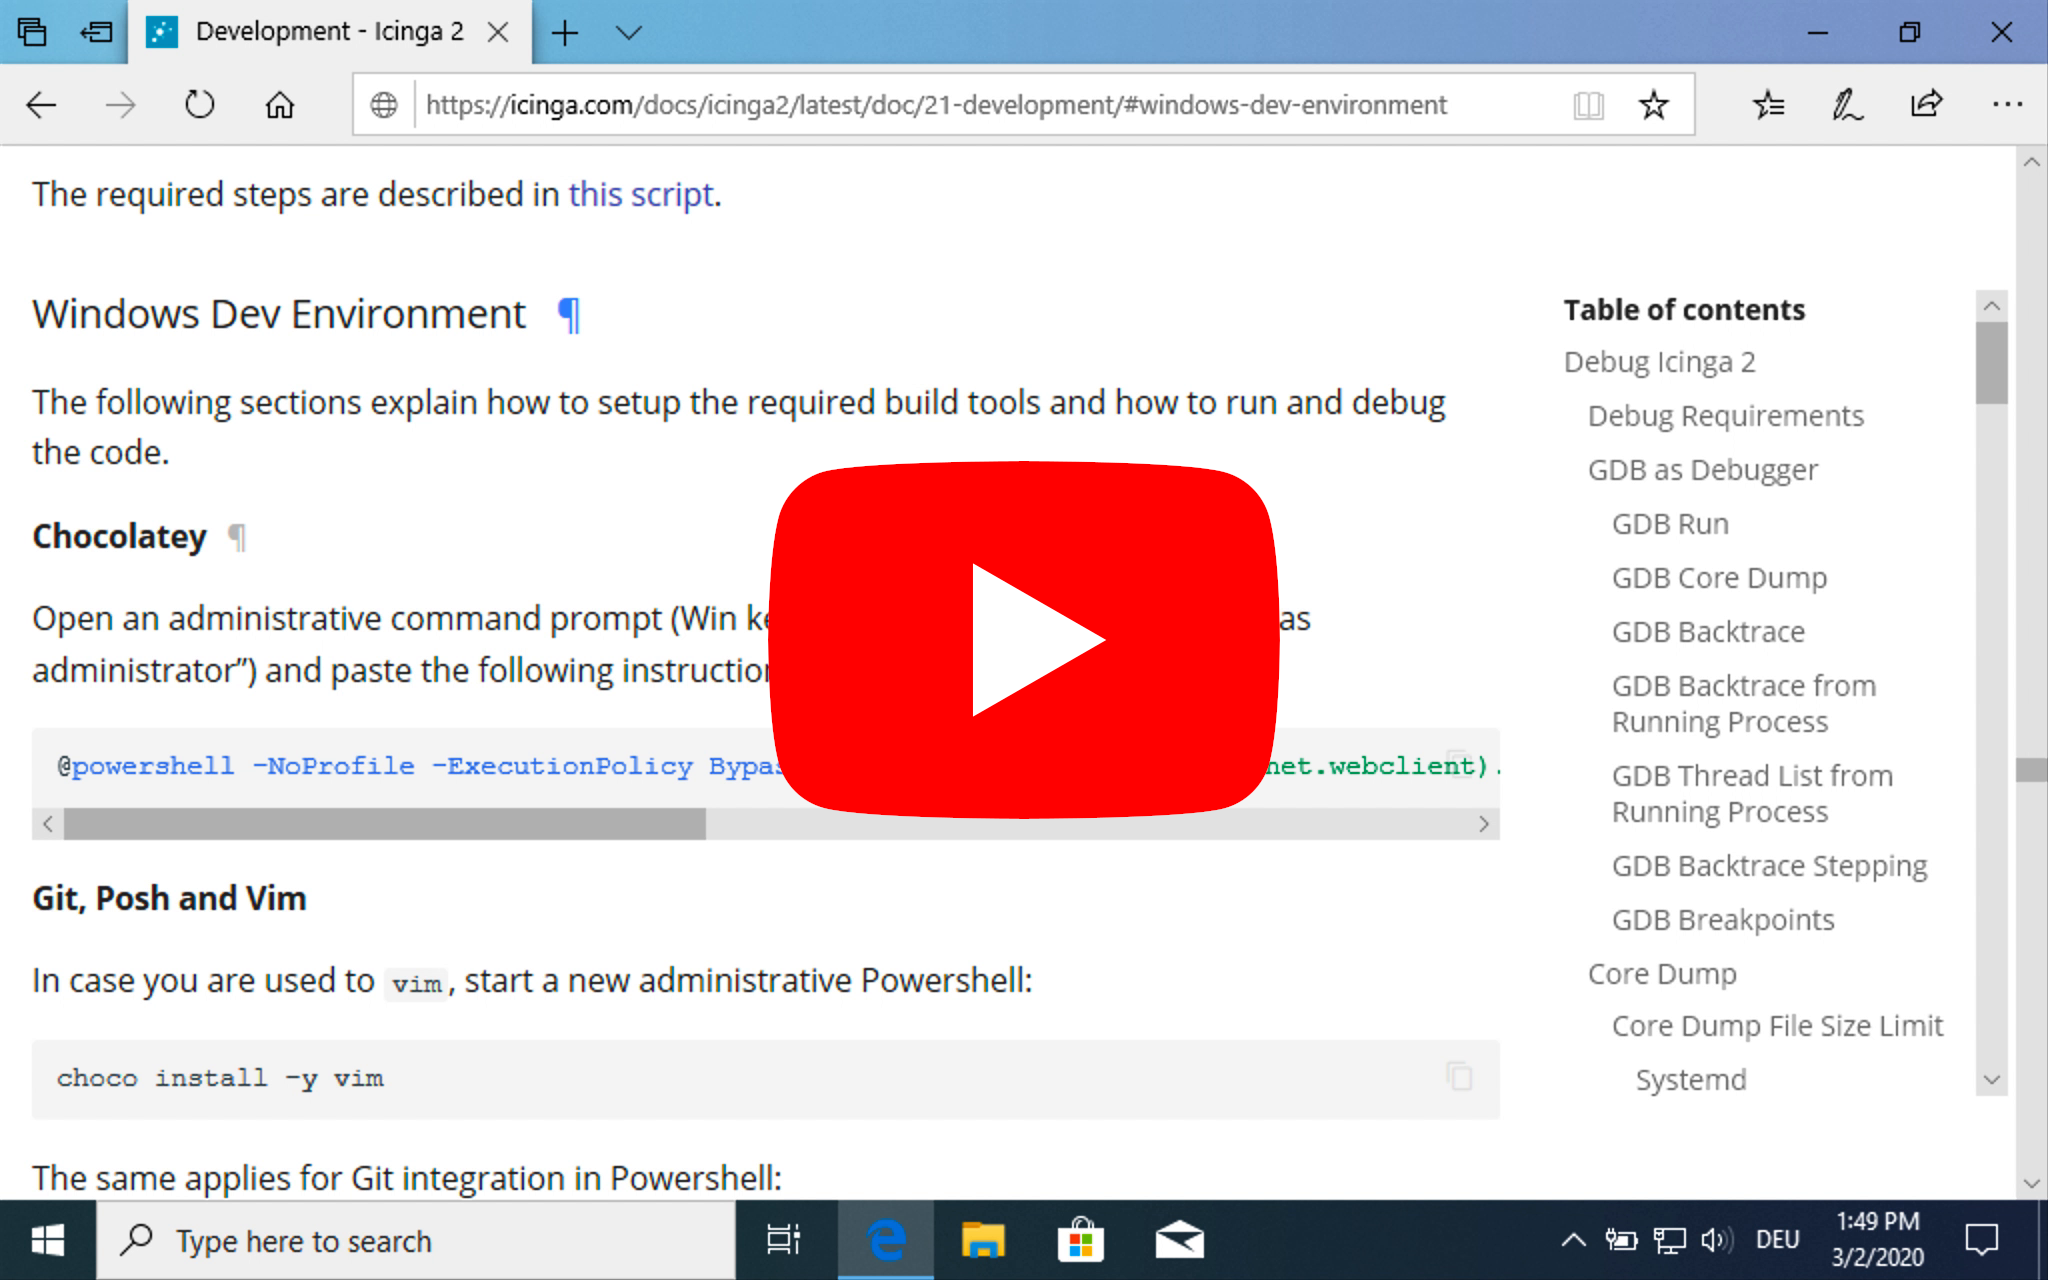 Development - Icinga 2
https://icinga.com/docs/icinga2/latest/doc/21-development/#windows-dev-environment
The required steps are described in this script.
Windows Dev Environment ¶
The following sections explain how to setup the required build tools and how to run and debug
the code.
Chocolatey ¶
Open an administrative command prompt (Win as
administrator”) and paste the following
@powershell -NoProfile -ExecutionPolicy net.webclient).
Git, Posh and Vim
In case you are used to vim, start a new administrative Powershell:
choco install -y vim
The same applies for Git integration in Powershell:
Table of contents
Debug Icinga 2
Debug Requirements
GDB as Debugger
GDB Run
GDB Core Dump
GDB Backtrace
GDB Backtrace from
Running Process
GDB Thread List from
Running Process
GDB Backtrace Stepping
GDB Breakpoints
Core Dump
Core Dump File Size Limit
Systemd
Type here to search
DEU
1:49 PM
3/2/2020